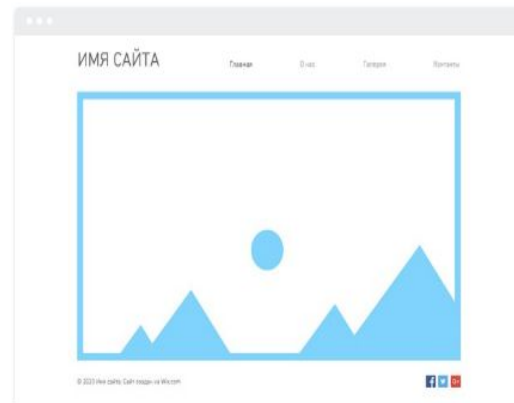 ИМЯ САЙТА
Главная О нас Галерея Контакты
© 2023 Имя сайта. Сайт создан на Wix.com
f G+